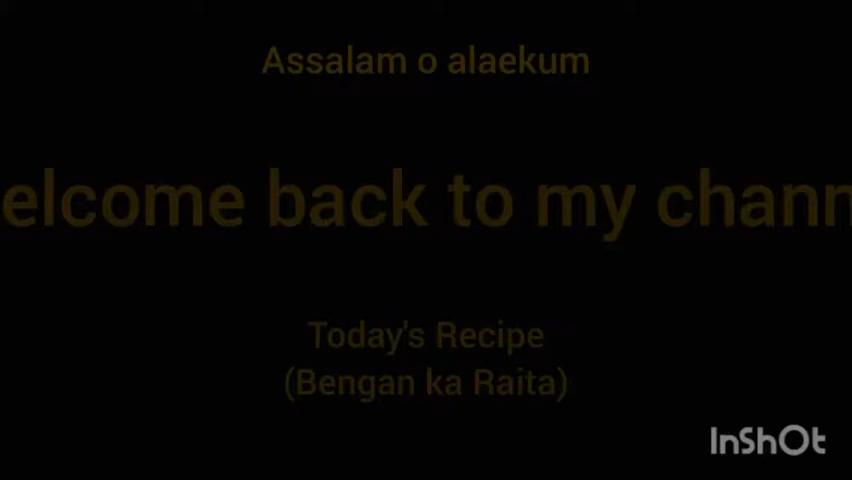 Assalam o alaekum
elcome back to my chann
Today's Recipe
(Bengan ka Raita)
InShOt